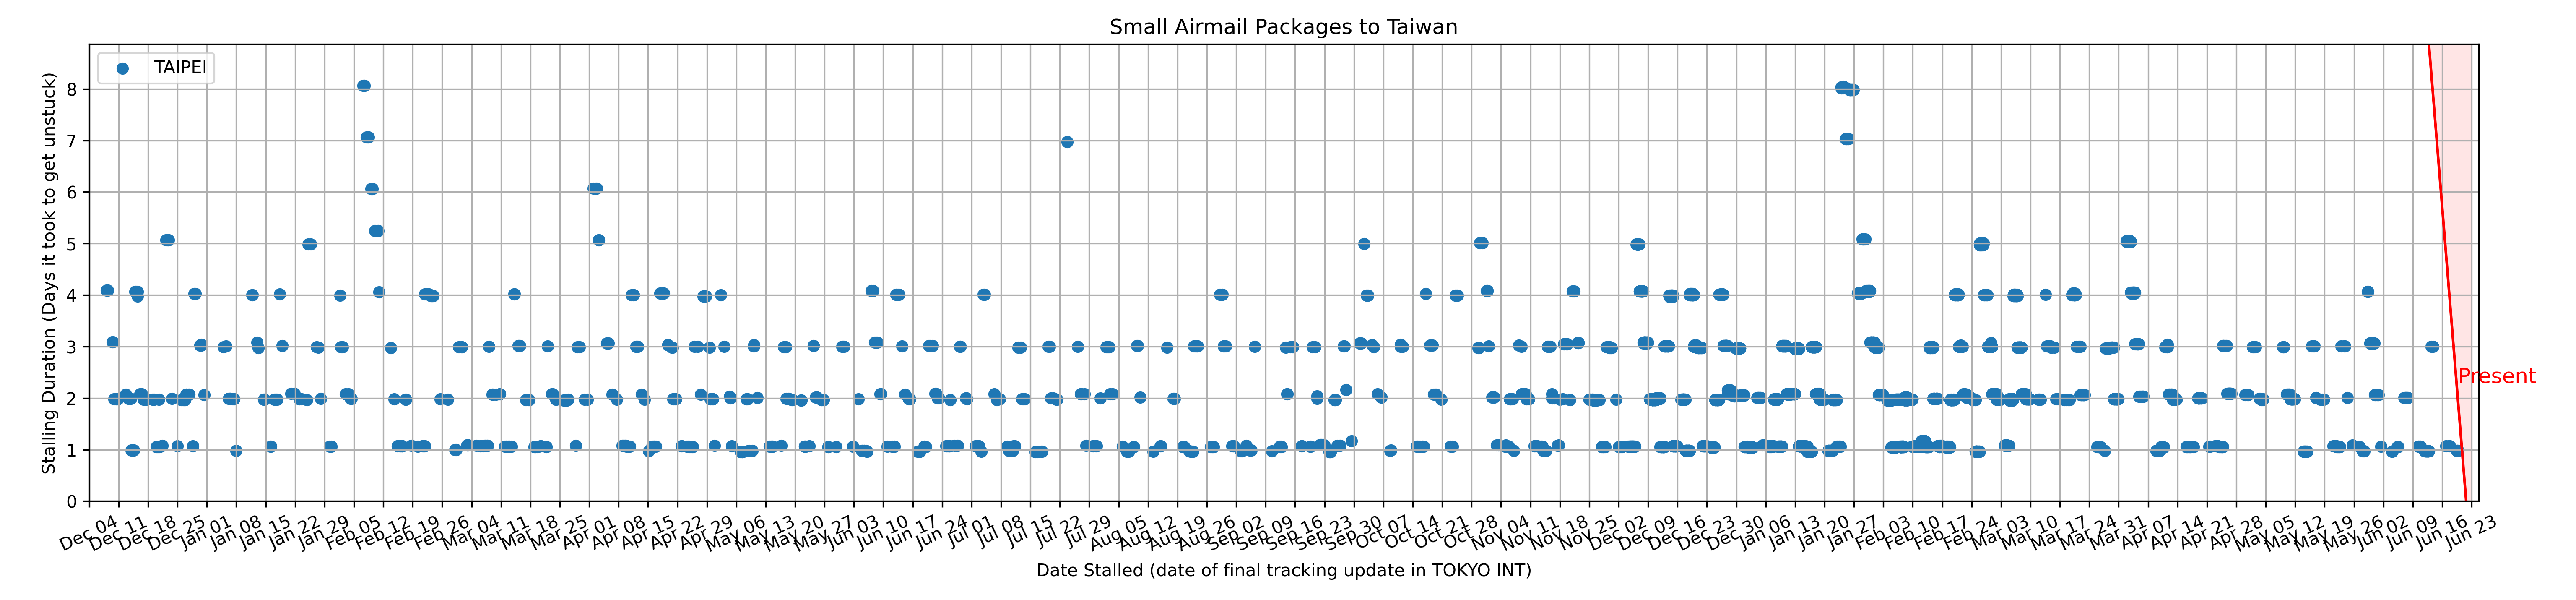 Small Airmail Packages to Taiwan
TAIPEI
Stalling Duration (Days it took to get unstuck)
8
7
6
5
4
3
2
1
0
Present
Dec 04
Dec 11
Dec 18
Dec 25
Jan 01
Jan 08
Jan 15
Jan 22
Jan 29
Feb 05
Feb 12
Feb 19
Feb 26
Mar 04
Mar 11
Mar 18
Mar 25
Apr 01
Apr 08
Apr 15
Apr 22
Apr 29
May 06
May 13
May 20
May 27
Jun 03
Jun 10
Jun 17
Jun 24
Jul 01
Jul 08
Jul 15
Jul 22
Jul 29
Aug 05
Aug 12
Aug 19
Aug 26
Sep 02
Sep 09
Sep 16
Sep 23
Sep 30
Oct 07
Oct 14
Oct 21
Oct 28
Nov 04
Nov 11
Nov 18
Nov 25
Dec 02
Dec 09
Dec 16
Dec 23
Dec 30
Jan 06
Jan 13
Jan 20
Jan 27
Feb 03
Feb 10
Feb 17
Feb 24
Mar 03
Mar 10
Mar 17
Mar 24
Mar 31
Apr 07
Apr 14
Apr 21
Apr 28
May 05
May 12
May 19
May 26
Jun 02
Jun 09
Jun 16
Jun 23
Date Stalled (date of final tracking update in TOKYO INT)